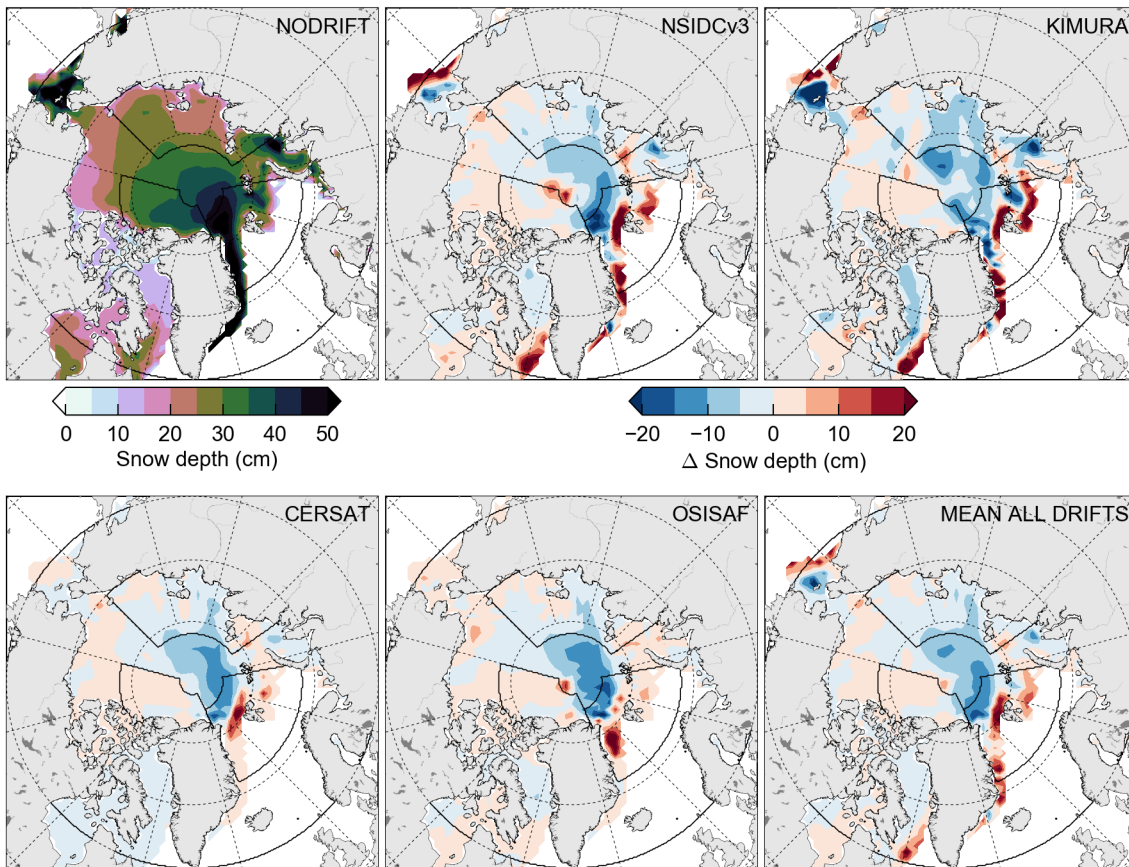 NODRIFT
NSIDCv3
KIMURA
0 10 20 30 40 50
Snow depth (cm)
−20 −10 0 10 20
Δ Snow depth (cm)
CERSAT
OSISAF
MEAN ALL DRIFTS